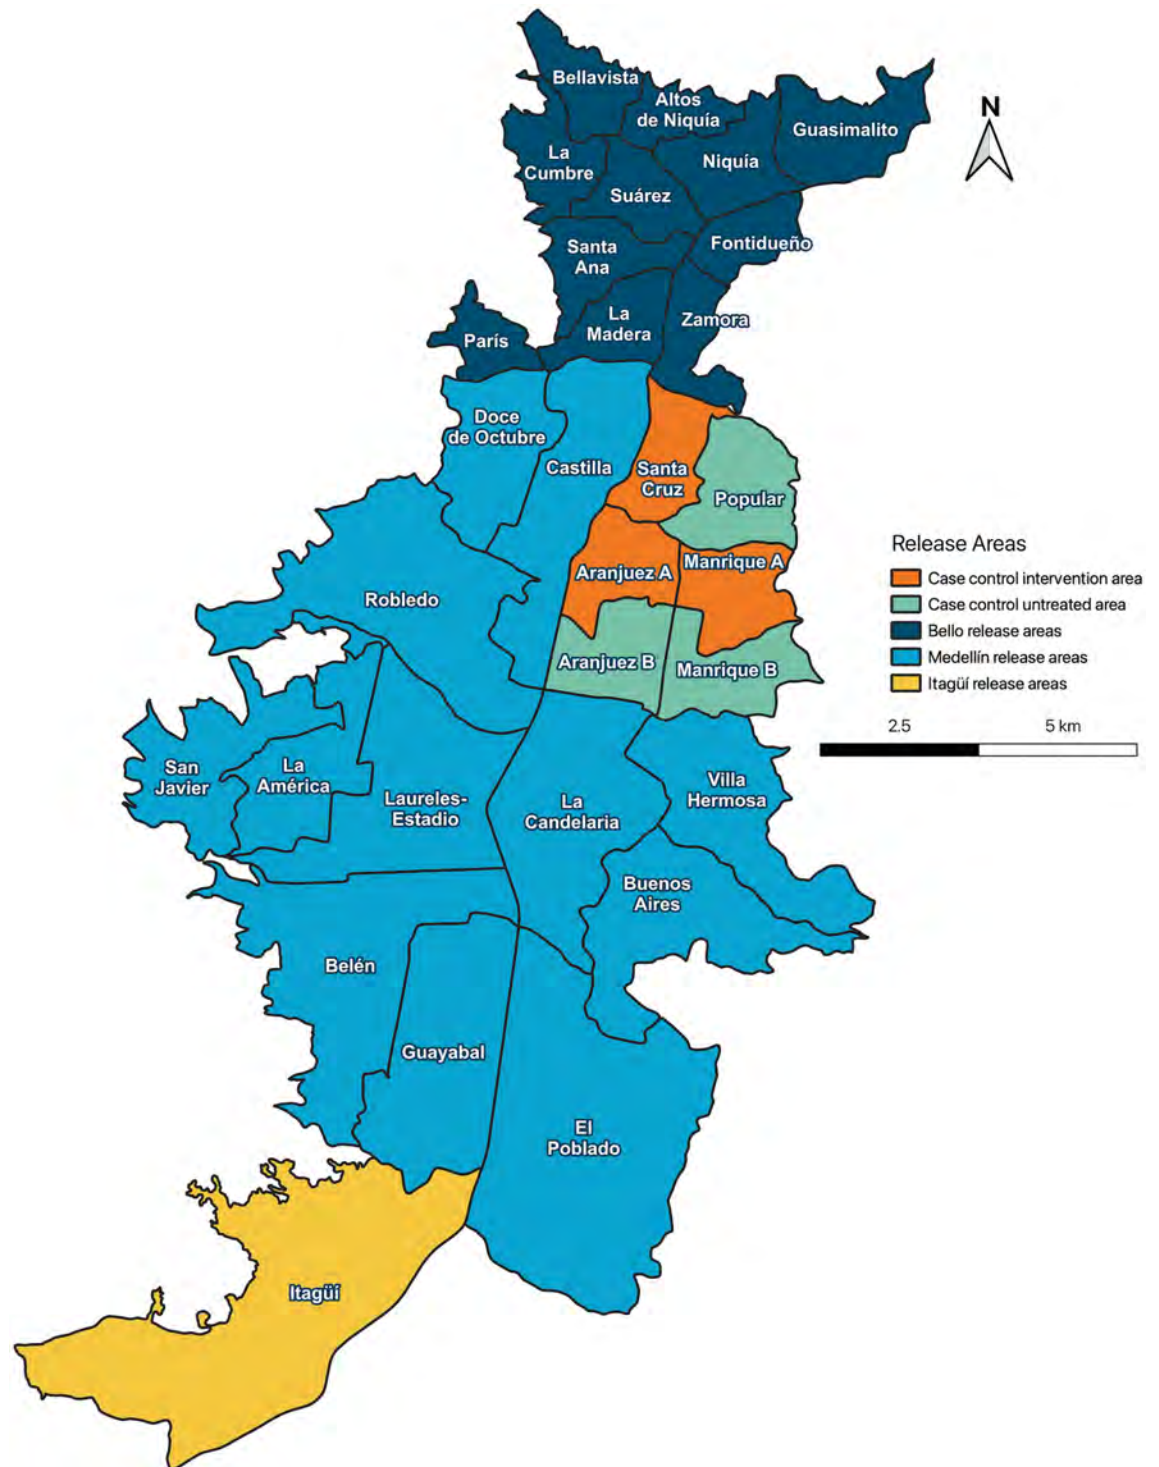 Bellavista
Altos
de Niquía
Guasimalito
N
La
Cumbre
Niquía
Suárez
Fontidueño
Santa
Ana
La
Madera
Zamora
París
Doce
de Octubre
Castilla
Santa
Cruz
Popular
Release Areas
Case control intervention area
Case control untreated area
Bello release areas
Medellín release areas
Itagüí release areas
2.5
5 km
Aranjuez A
Manrique A
Robledo
Aranjuez B
Manrique B
San
Javier
La
América
Laureles-
Estadio
La
Candelaria
Villa
Hermosa
Buenos
Aires
Belén
Guayabal
El
Poblado
Itagüí